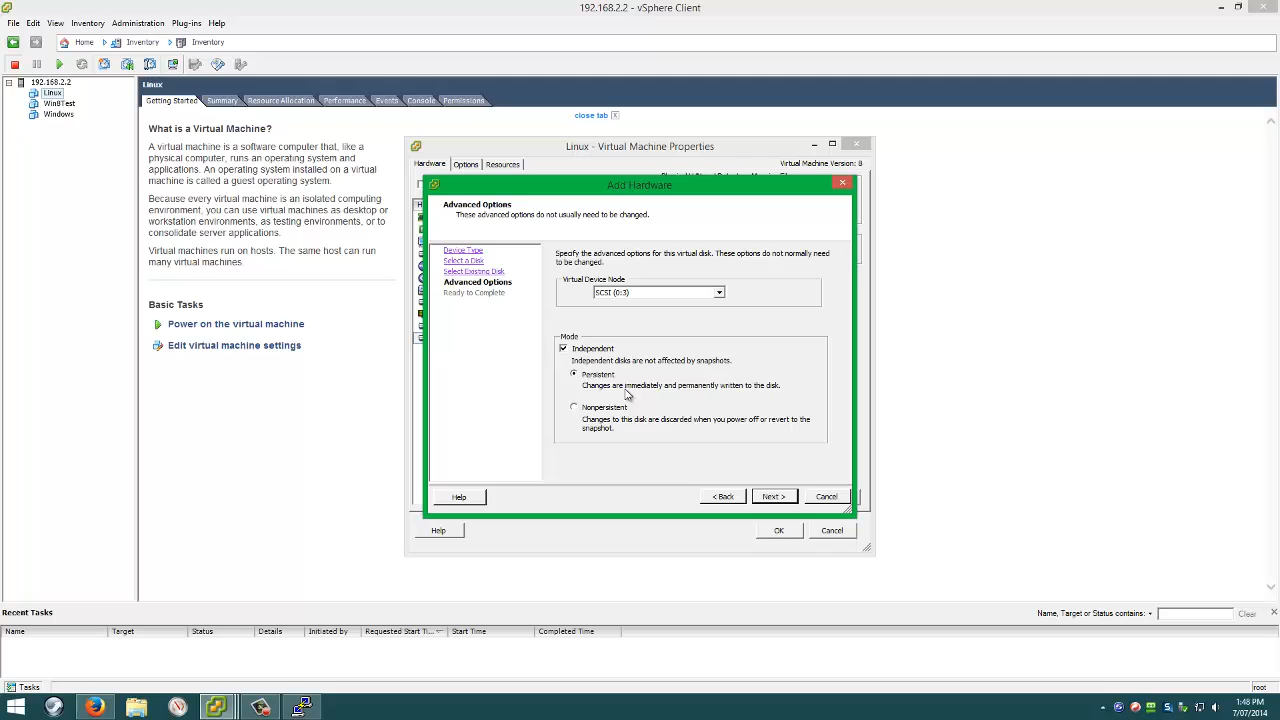 192.168.2.2 - vSphere Client
File Edit View Inventory Administration Plug-ins Help
Home Inventory Inventory
192.168.2.2
Linux
Win8Test
Windows
Linux
Getting Started Summary Resource Allocation Performance Events Console Permissions
close tab X
What is a Virtual Machine?
A virtual machine is a software computer that, like a
physical computer, runs an operating system and
applications. An operating system installed on a virtual
machine is called a guest operating system.
Because every virtual machine is an isolated computing
environment, you can use virtual machines as desktop or
workstation environments, as testing environments, or to
consolidate server applications.
Virtual machines run on hosts. The same host can run
many virtual machines.
Basic Tasks
Power on the virtual machine
Edit virtual machine settings
Linux - Virtual Machine Properties
Hardware Options Resources
Virtual Machine Version: 8
Add Hardware
Advanced Options
These advanced options do not usually need to be changed.
Device Type
Select a Disk
Select Existing Disk
Advanced Options
Ready to Complete
Specify the advanced options for this virtual disk. These options do not normally need
to be changed.
Virtual Device Node
SCSI (0:3)
Mode
Independent
Independent disks are not affected by snapshots.
Persistent
Changes are immediately and permanently written to the disk.
Nonpersistent
Changes to this disk are discarded when you power off or revert to the
snapshot.
Help < Back Next > Cancel
Help OK Cancel
Recent Tasks
Name, Target or Status contains: Clear
Name Target Status Details Initiated by Requested Start Ti... Start Time Completed Time
Tasks
root
1:48 PM
7/07/2014